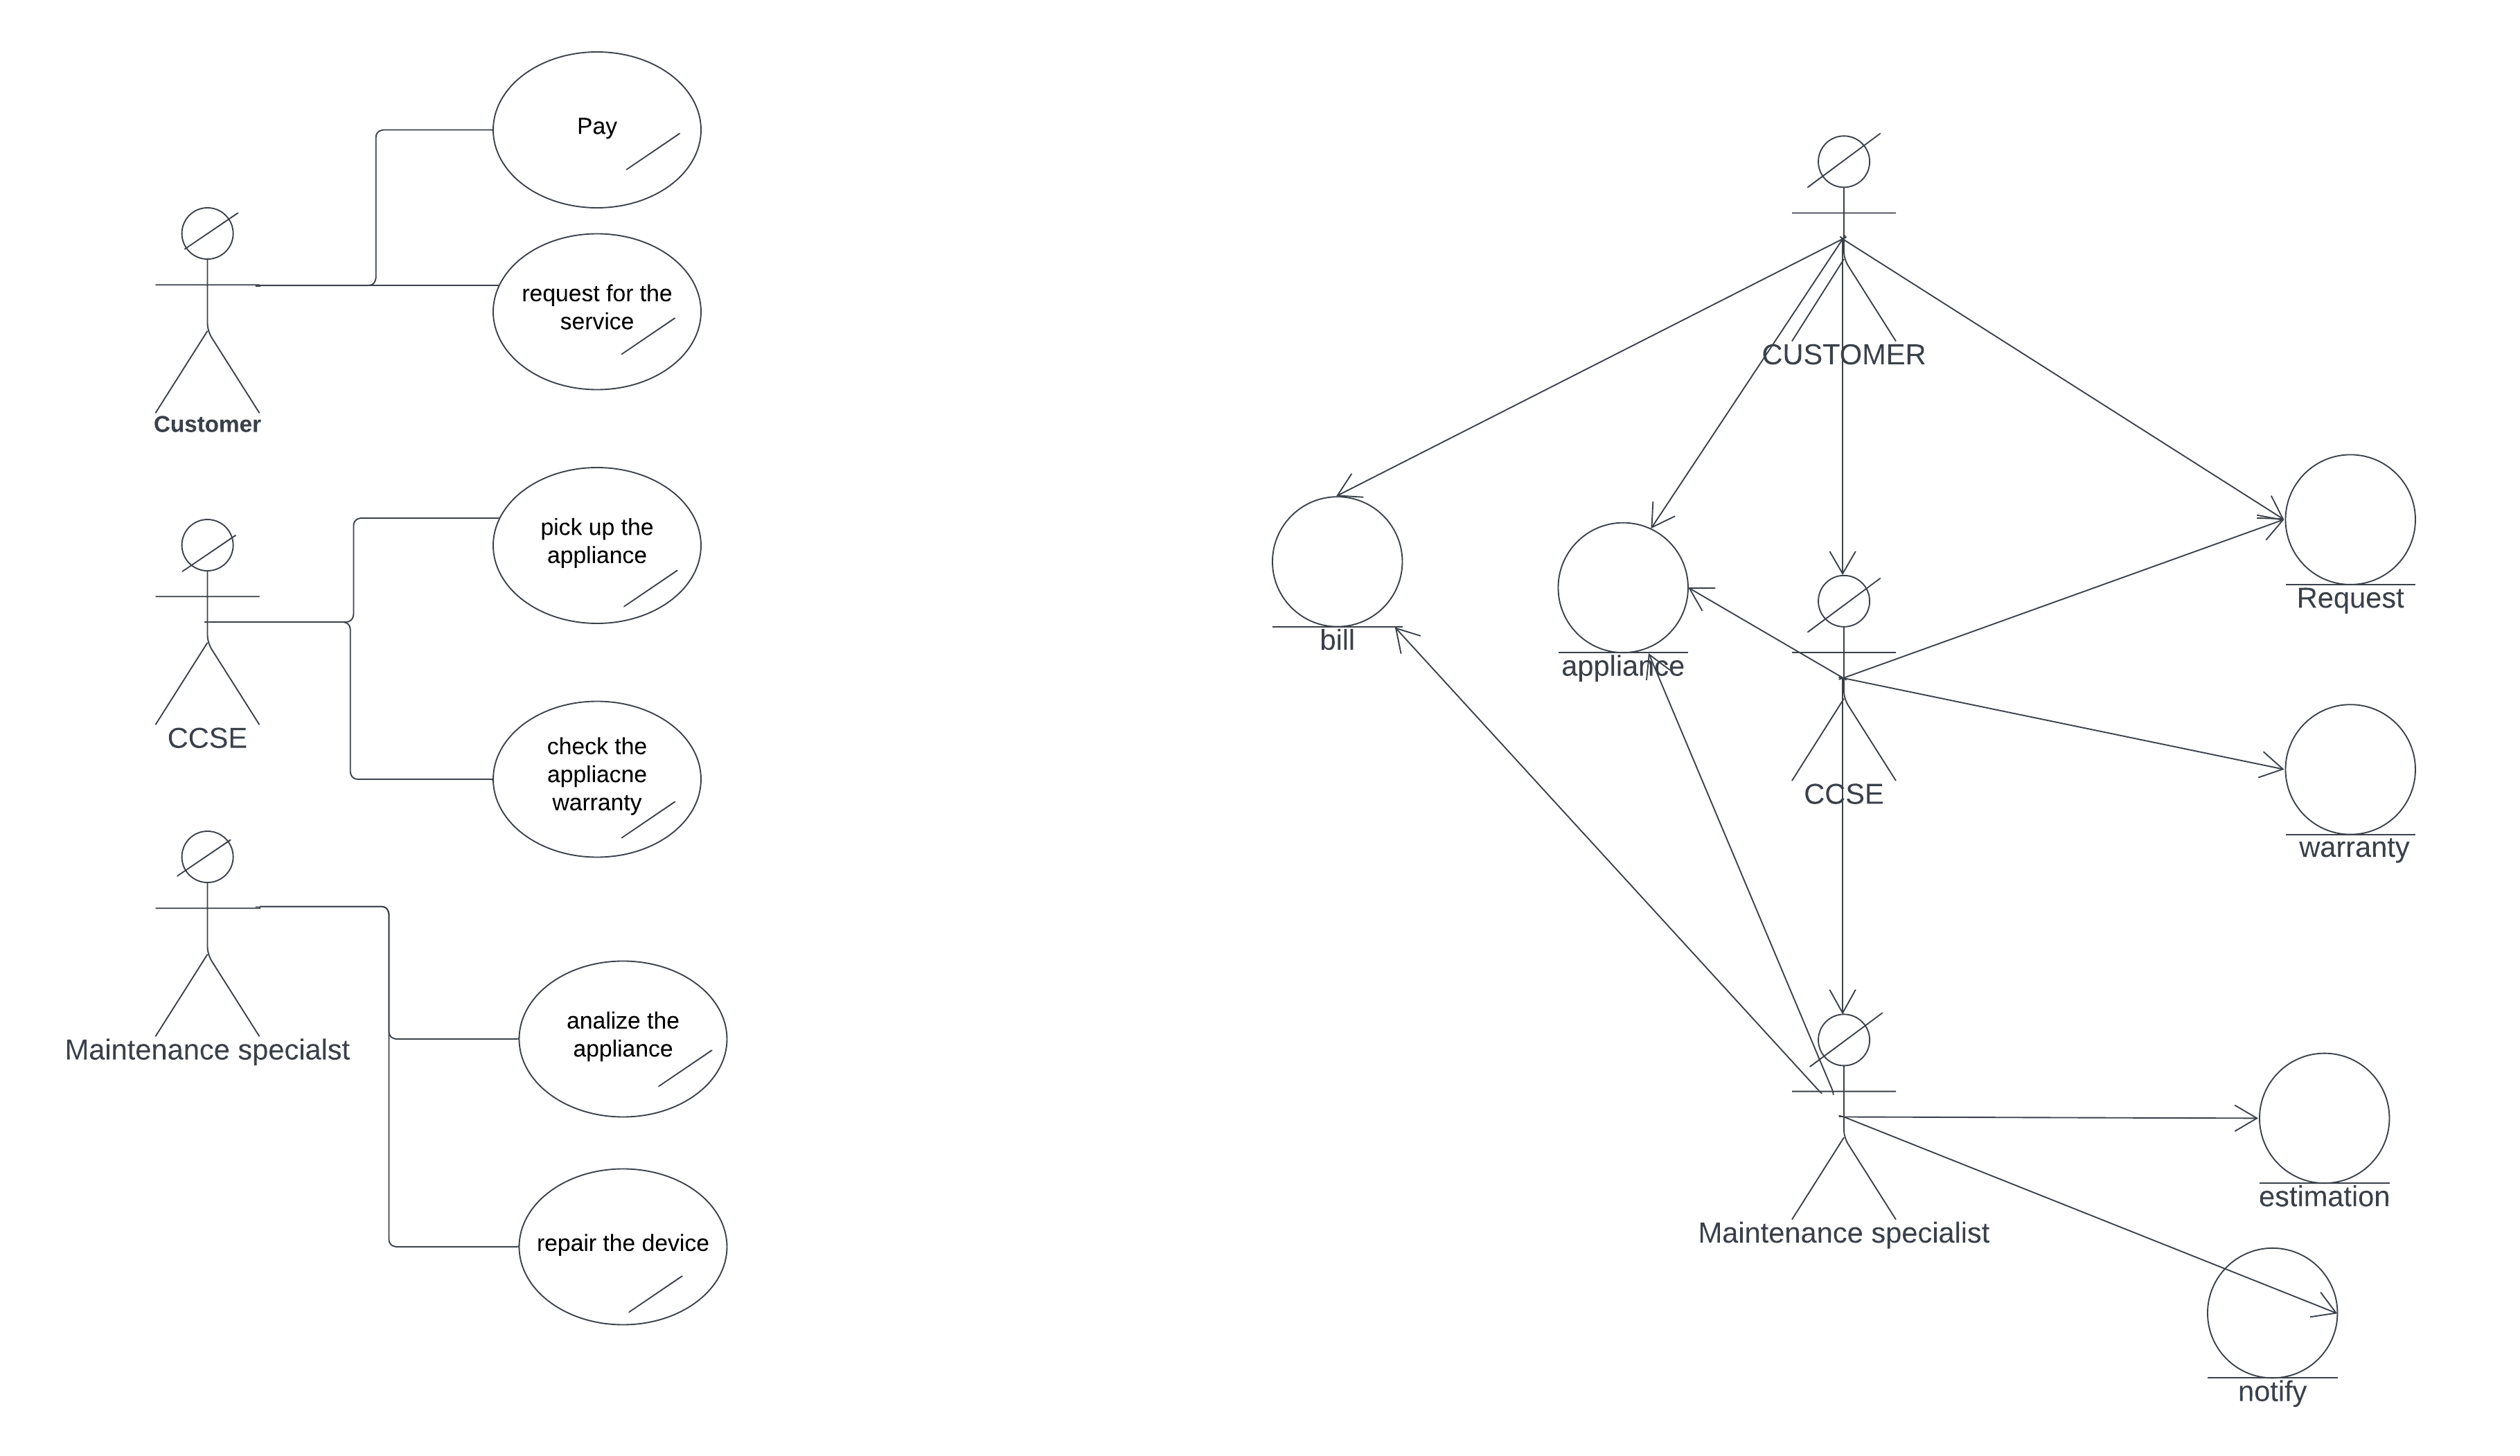 Pay
request for the
service
Customer
pick up the
appliance
CCSE
check the
appliacne
warranty
Maintenance specialst
analize the
appliance
repair the device
CUSTOMER
bill
appliance
Request
CCSE
warranty
Maintenance specialist
estimation
notify